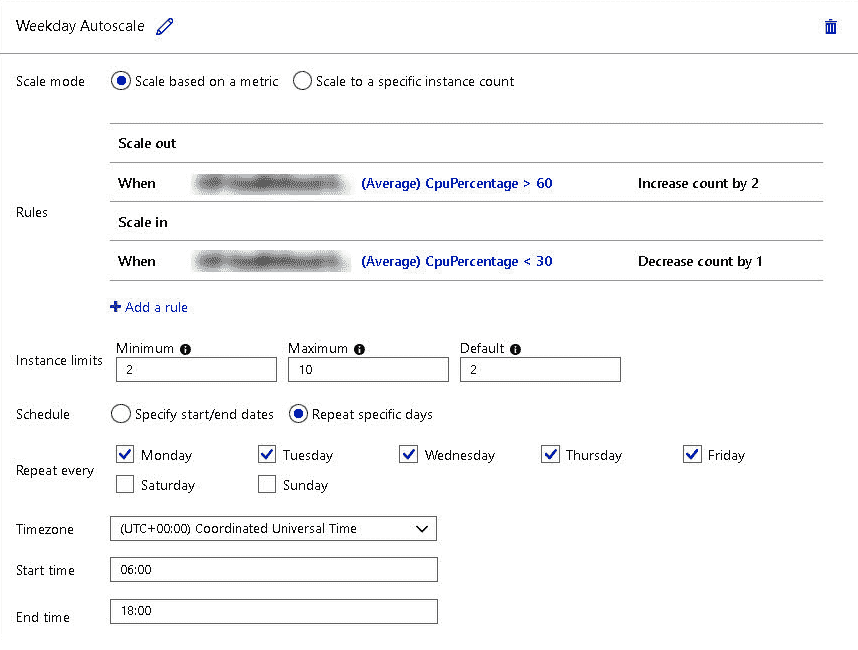 Weekday Autoscale
Scale mode Scale based on a metric Scale to a specific instance count
Scale out
When (Average) CpuPercentage > 60 Increase count by 2
Rules
Scale in
When (Average) CpuPercentage < 30 Decrease count by 1
+ Add a rule
Minimum Maximum Default
Instance limits 2 10 2
Schedule Specify start/end dates Repeat specific days
Repeat every Monday Tuesday Wednesday Thursday Friday
Saturday Sunday
Timezone (UTC+00:00) Coordinated Universal Time
Start time 06:00
End time 18:00